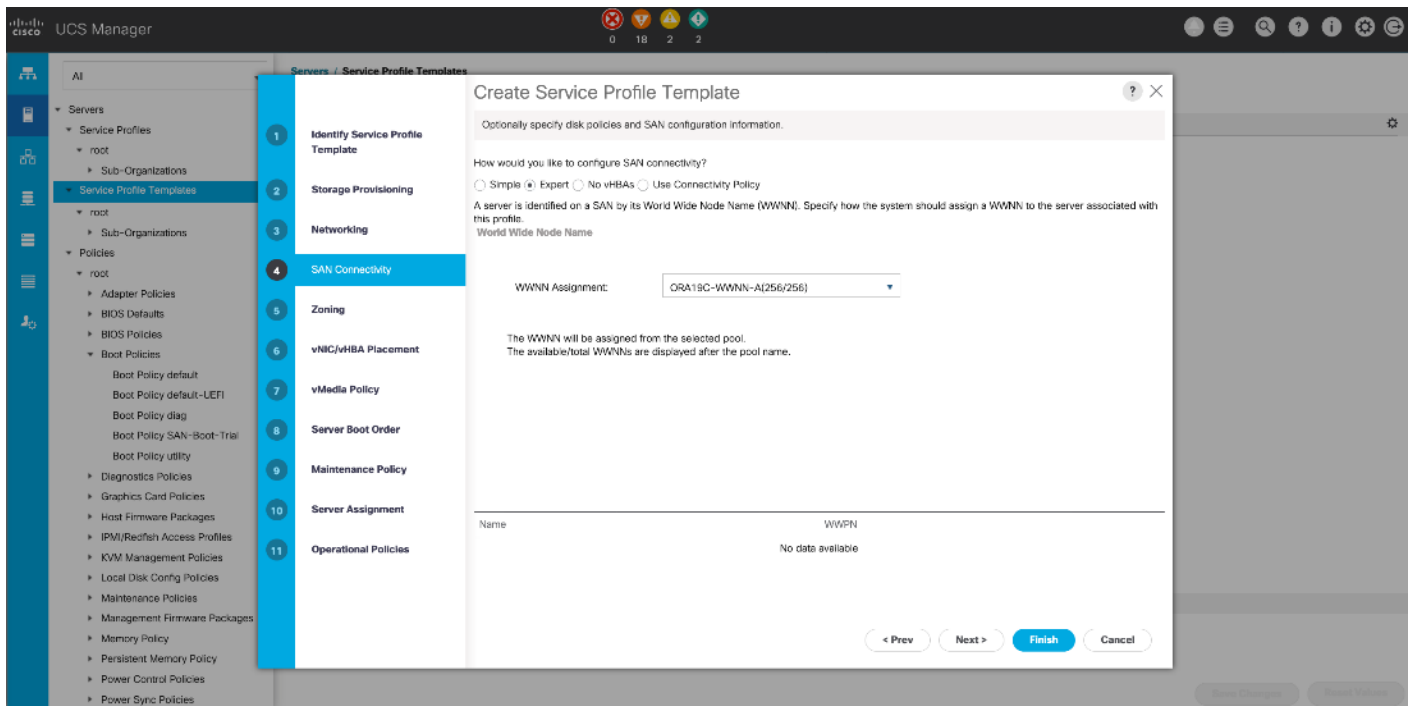 cisco
UCS Manager
0 18 2 2
All
Servers / Service Profile Templates
Servers
Service Profiles
root
Sub-Organizations
Service Profile Templates
root
Sub-Organizations
Policies
root
Adapter Policies
BIOS Defaults
BIOS Policies
Boot Policies
Boot Policy default
Boot Policy default-UEFI
Boot Policy diag
Boot Policy SAN-Boot-Trial
Boot Policy utility
Diagnostics Policies
Graphics Card Policies
Host Firmware Packages
IPMI/Redfish Access Profiles
KVM Management Policies
Local Disk Config Policies
Maintenance Policies
Management Firmware Packages
Memory Policy
Persistent Memory Policy
Power Control Policies
Power Sync Policies
1 Identify Service Profile
Template
2 Storage Provisioning
3 Networking
4 SAN Connectivity
5 Zoning
6 vNIC/vHBA Placement
7 vMedia Policy
8 Server Boot Order
9 Maintenance Policy
10 Server Assignment
11 Operational Policies
Create Service Profile Template
?
Optionally specify disk policies and SAN configuration information.
How would you like to configure SAN connectivity?
Simple Expert No vHBAs Use Connectivity Policy
A server is identified on a SAN by its World Wide Node Name (WWNN). Specify how the system should assign a WWNN to the server associated with
this profile.
World Wide Node Name
WWNN Assignment: ORA19C-WWNN-A(256/256)
The WWNN will be assigned from the selected pool.
The available/total WWNNs are displayed after the pool name.
Name WWPN
No data available
< Prev Next > Finish Cancel
Save Changes Reset Values